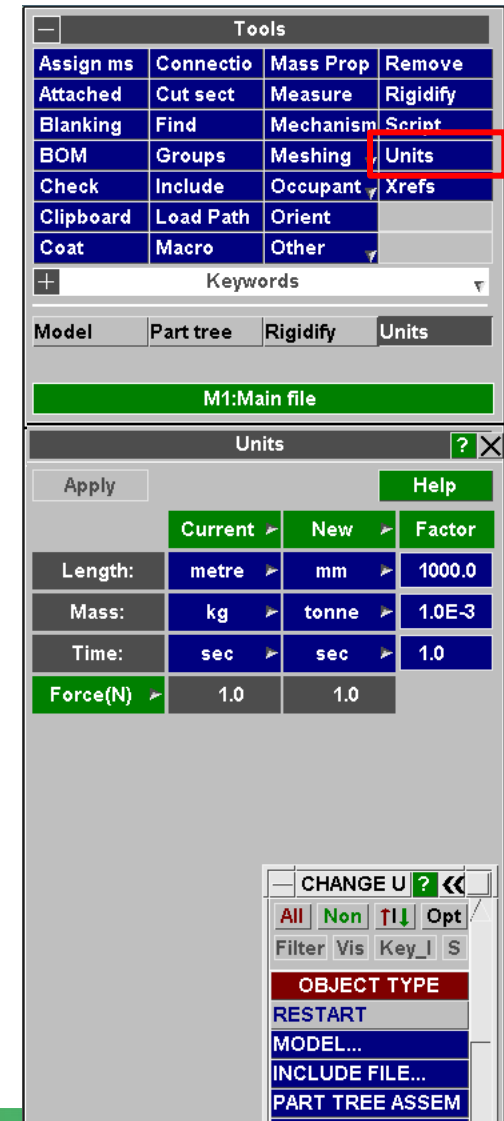 Tools
Assign ms Connectio Mass Prop Remove
Attached Cut sect Measure Rigidify
Blanking Find Mechanism Script
BOM Groups Meshing Units
Check Include Occupant Xrefs
Clipboard Load Path Orient
Coat Macro Other
Keywords
Model Part tree Rigidify Units
M1:Main file
Units ? X
Apply Help
Current New Factor
Length: metre mm 1000.0
Mass: kg tonne 1.0E-3
Time: sec sec 1.0
Force(N) 1.0 1.0
CHANGE U ?
All Non Opt
Filter Vis Key_I S
OBJECT TYPE
RESTART
MODEL...
INCLUDE FILE...
PART TREE ASSEM